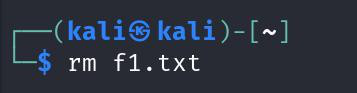 ┌──(kali㉿kali)-[~]
└─$ rm f1.txt